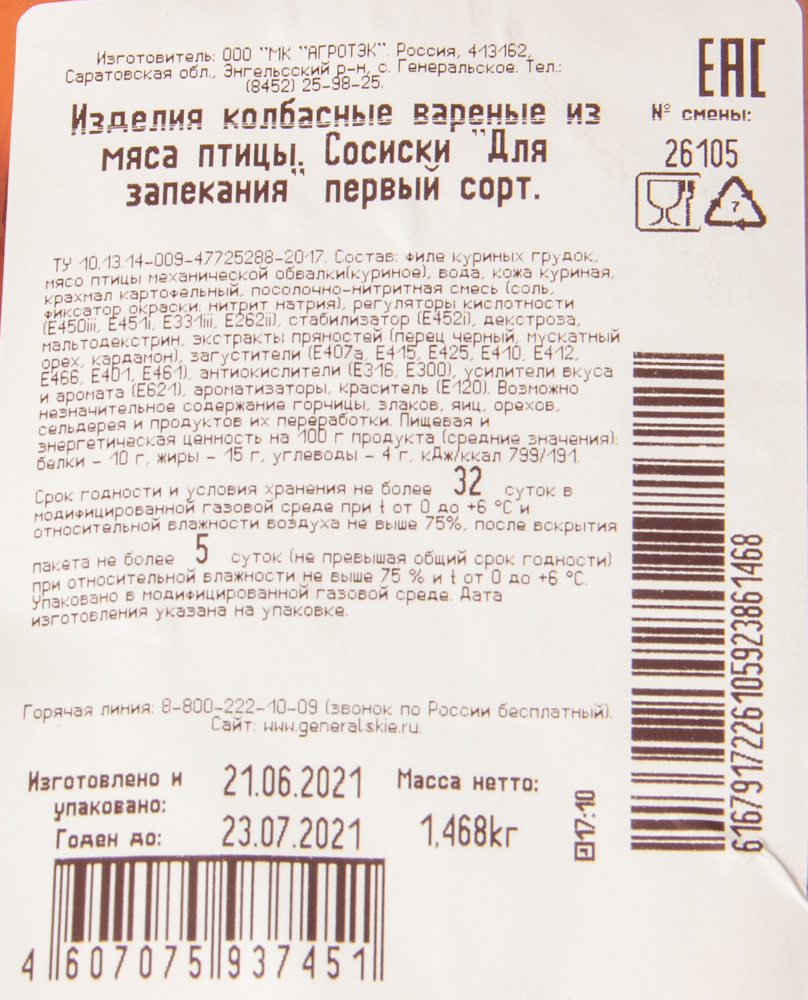 Изготовитель: ООО "МК "АГРОТЭК". Россия, 413162,
Саратовская обл., Энгельсский р-н, с. Генеральское. Тел.:
(8452) 25-98-25.
EAC
Изделия колбасные вареные из
мяса птицы. Сосиски "Для
запекания" первый сорт.
№ смены:
26105
7
ТУ 10.13.14-009-47725288-2017. Состав: филе куриных грудок,
мясо птицы механической обвалки(куриное), вода, кожа куриная,
крахмал картофельный, посолочно-нитритная смесь (соль,
фиксатор окраски: нитрит натрия), регуляторы кислотности
(Е450iii, Е451i, Е331iii, Е262ii), стабилизатор (Е452i), декстроза,
мальтодекстрин, экстракты пряностей (перец черный, мускатный
орех, кардамон), загустители (Е407а, Е415, Е425, Е410, Е412,
Е466, Е401, Е461), антиокислители (Е316, Е300), усилители вкуса
и аромата (Е621), ароматизаторы, краситель (Е120). Возможно
незначительное содержание горчицы, злаков, яиц, орехов,
сельдерея и продуктов их переработки. Пищевая и
энергетическая ценность на 100 г продукта (средние значения):
белки - 10 г, жиры - 15 г, углеводы - 4 г, кДж/ккал 799/191.
Срок годности и условия хранения не более 32 суток в
модифицированной газовой среде при t от 0 до +6 °С и
относительной влажности воздуха не выше 75%, после вскрытия
пакета не более 5 суток (не превышая общий срок годности)
при относительной влажности не выше 75 % и t от 0 до +6 °С.
Упаковано в модифицированной газовой среде. Дата
изготовления указана на упаковке.
Горячая линия: 8-800-222-10-09 (звонок по России бесплатный).
Сайт: www.generalskie.ru.
Изготовлено и
упаковано:
21.06.2021
Годен до:
23.07.2021
Масса нетто:
1,468кг
17:10
61679172261059238614​68
4 607075 937451